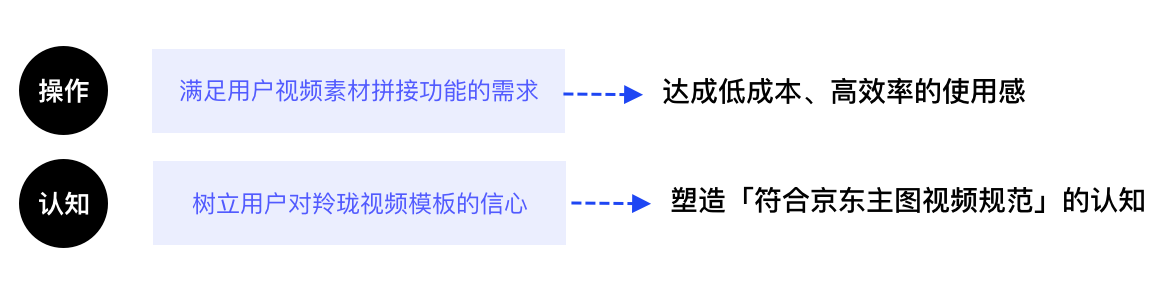 操作
满足用户视频素材拼接功能的需求
达成低成本、高效率的使用感
认知
树立用户对羚珑视频模板的信心
塑造「符合京东主图视频规范」的认知